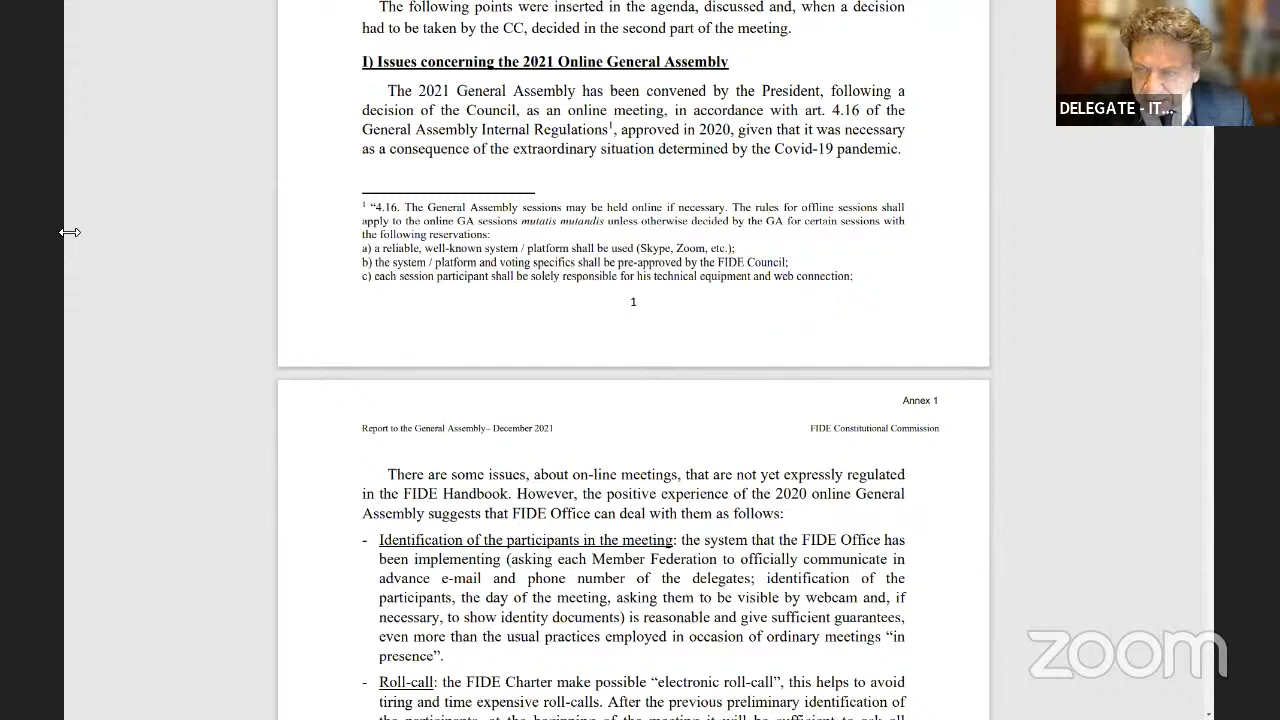 The following points were inserted in the agenda, discussed and, when a decision
had to be taken by the CC, decided in the second part of the meeting.
I) Issues concerning the 2021 Online General Assembly
The 2021 General Assembly has been convened by the President, following a
decision of the Council, as an online meeting, in accordance with art. 4.16 of the
General Assembly Internal Regulations1, approved in 2020, given that it was necessary
as a consequence of the extraordinary situation determined by the Covid-19 pandemic.
1 “4.16. The General Assembly sessions may be held online if necessary. The rules for offline sessions shall
apply to the online GA sessions mutatis mutandis unless otherwise decided by the GA for certain sessions with
the following reservations:
a) a reliable, well-known system / platform shall be used (Skype, Zoom, etc.);
b) the system / platform and voting specifics shall be pre-approved by the FIDE Council;
c) each session participant shall be solely responsible for his technical equipment and web connection;
1
DELEGATE - IT...
Annex 1
Report to the General Assembly– December 2021 FIDE Constitutional Commission
There are some issues, about on-line meetings, that are not yet expressly regulated
in the FIDE Handbook. However, the positive experience of the 2020 online General
Assembly suggests that FIDE Office can deal with them as follows:
- Identification of the participants in the meeting: the system that the FIDE Office has
been implementing (asking each Member Federation to officially communicate in
advance e-mail and phone number of the delegates; identification of the
participants, the day of the meeting, asking them to be visible by webcam and, if
necessary, to show identity documents) is reasonable and give sufficient guarantees,
even more than the usual practices employed in occasion of ordinary meetings “in
presence”.
- Roll-call: the FIDE Charter make possible “electronic roll-call”, this helps to avoid
tiring and time expensive roll-calls. After the previous preliminary identification of
the participants, at the beginning of the meeting it will be sufficient to ask all
zoom